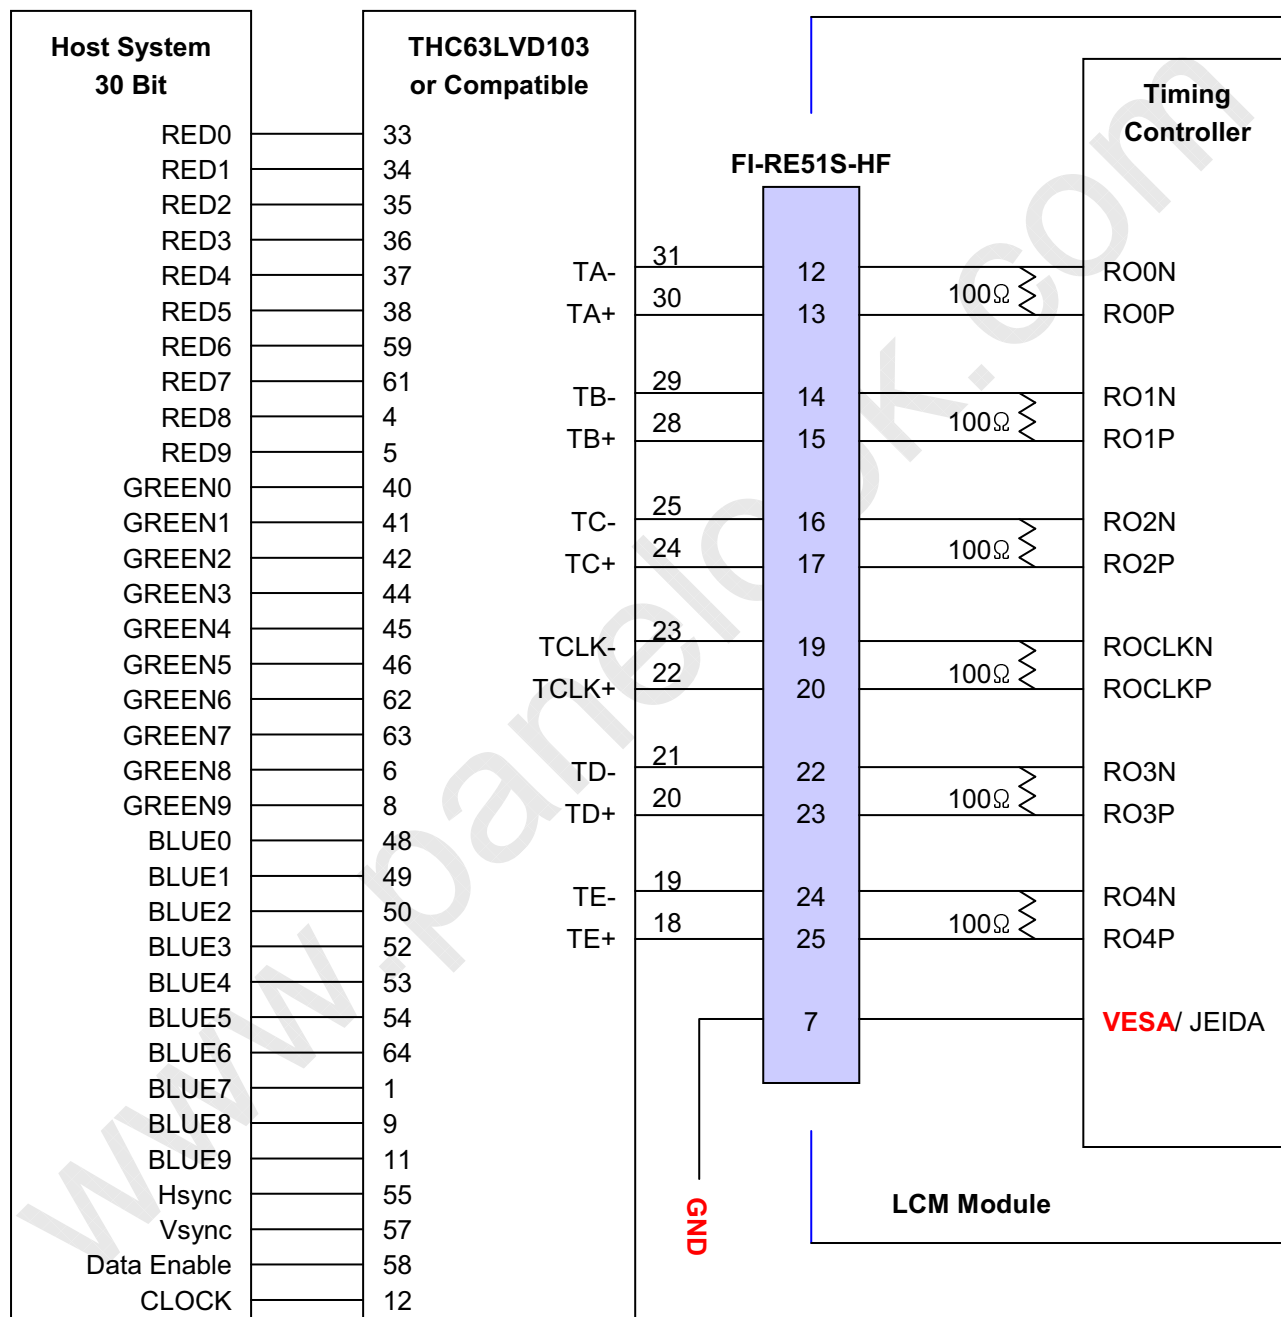 Host System
30 Bit
RED0
RED1
RED2
RED3
RED4
RED5
RED6
RED7
RED8
RED9
GREEN0
GREEN1
GREEN2
GREEN3
GREEN4
GREEN5
GREEN6
GREEN7
GREEN8
GREEN9
BLUE0
BLUE1
BLUE2
BLUE3
BLUE4
BLUE5
BLUE6
BLUE7
BLUE8
BLUE9
Hsync
Vsync
Data Enable
CLOCK
THC63LVD103
or Compatible
33
34
35
36
37
38
59
61
4
5
40
41
42
44
45
46
62
63
6
8
48
49
50
52
53
54
64
1
9
11
55
57
58
12
TA-
TA+
TB-
TB+
TC-
TC+
TCLK-
TCLK+
TD-
TD+
TE-
TE+
31
30
29
28
25
24
23
22
21
20
19
18
FI-RE51S-HF
12
13
14
15
16
17
19
20
22
23
24
25
7
GND
100Ω
100Ω
100Ω
100Ω
100Ω
100Ω
Timing
Controller
RO0N
RO0P
RO1N
RO1P
RO2N
RO2P
ROCLKN
ROCLKP
RO3N
RO3P
RO4N
RO4P
VESA/ JEIDA
LCM Module
www.panelook.com